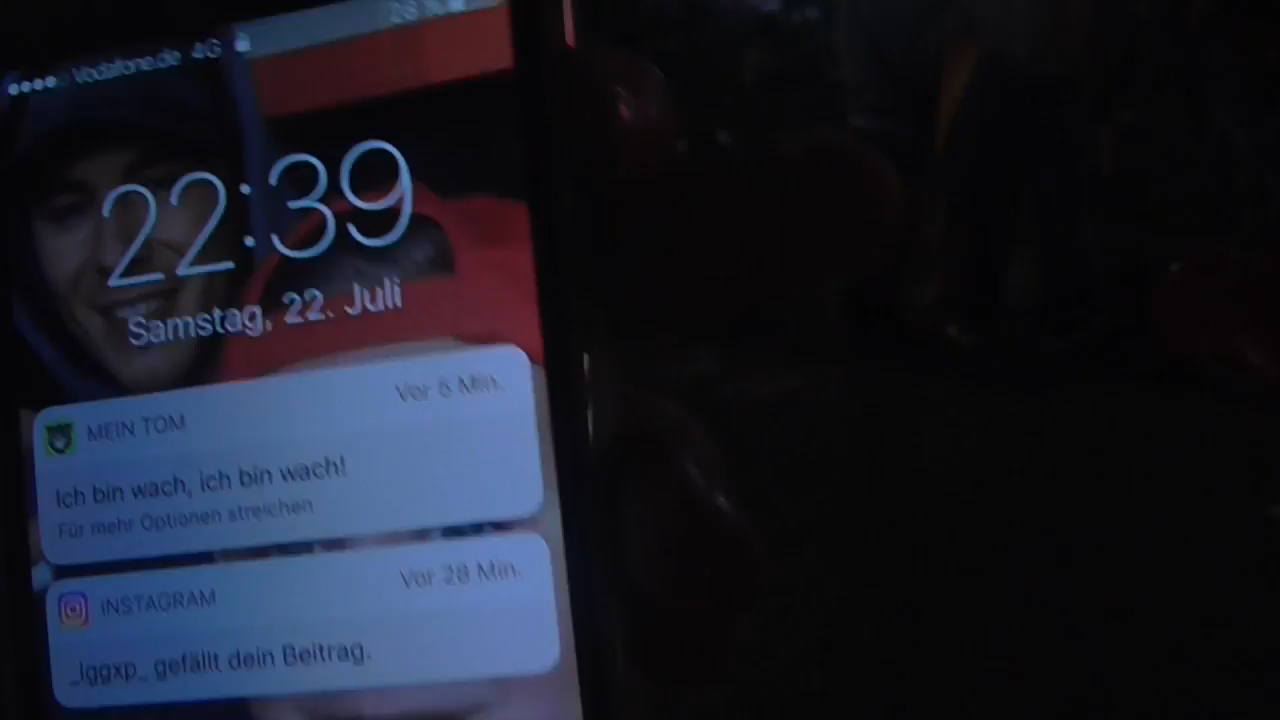 Vodafone.de 4G
22:39
Samstag, 22. Juli
MEIN TOM Vor 6 Min.
Ich bin wach, ich bin wach!
Für mehr Optionen streichen
INSTAGRAM Vor 28 Min.
_lggxp_ gefällt dein Beitrag.